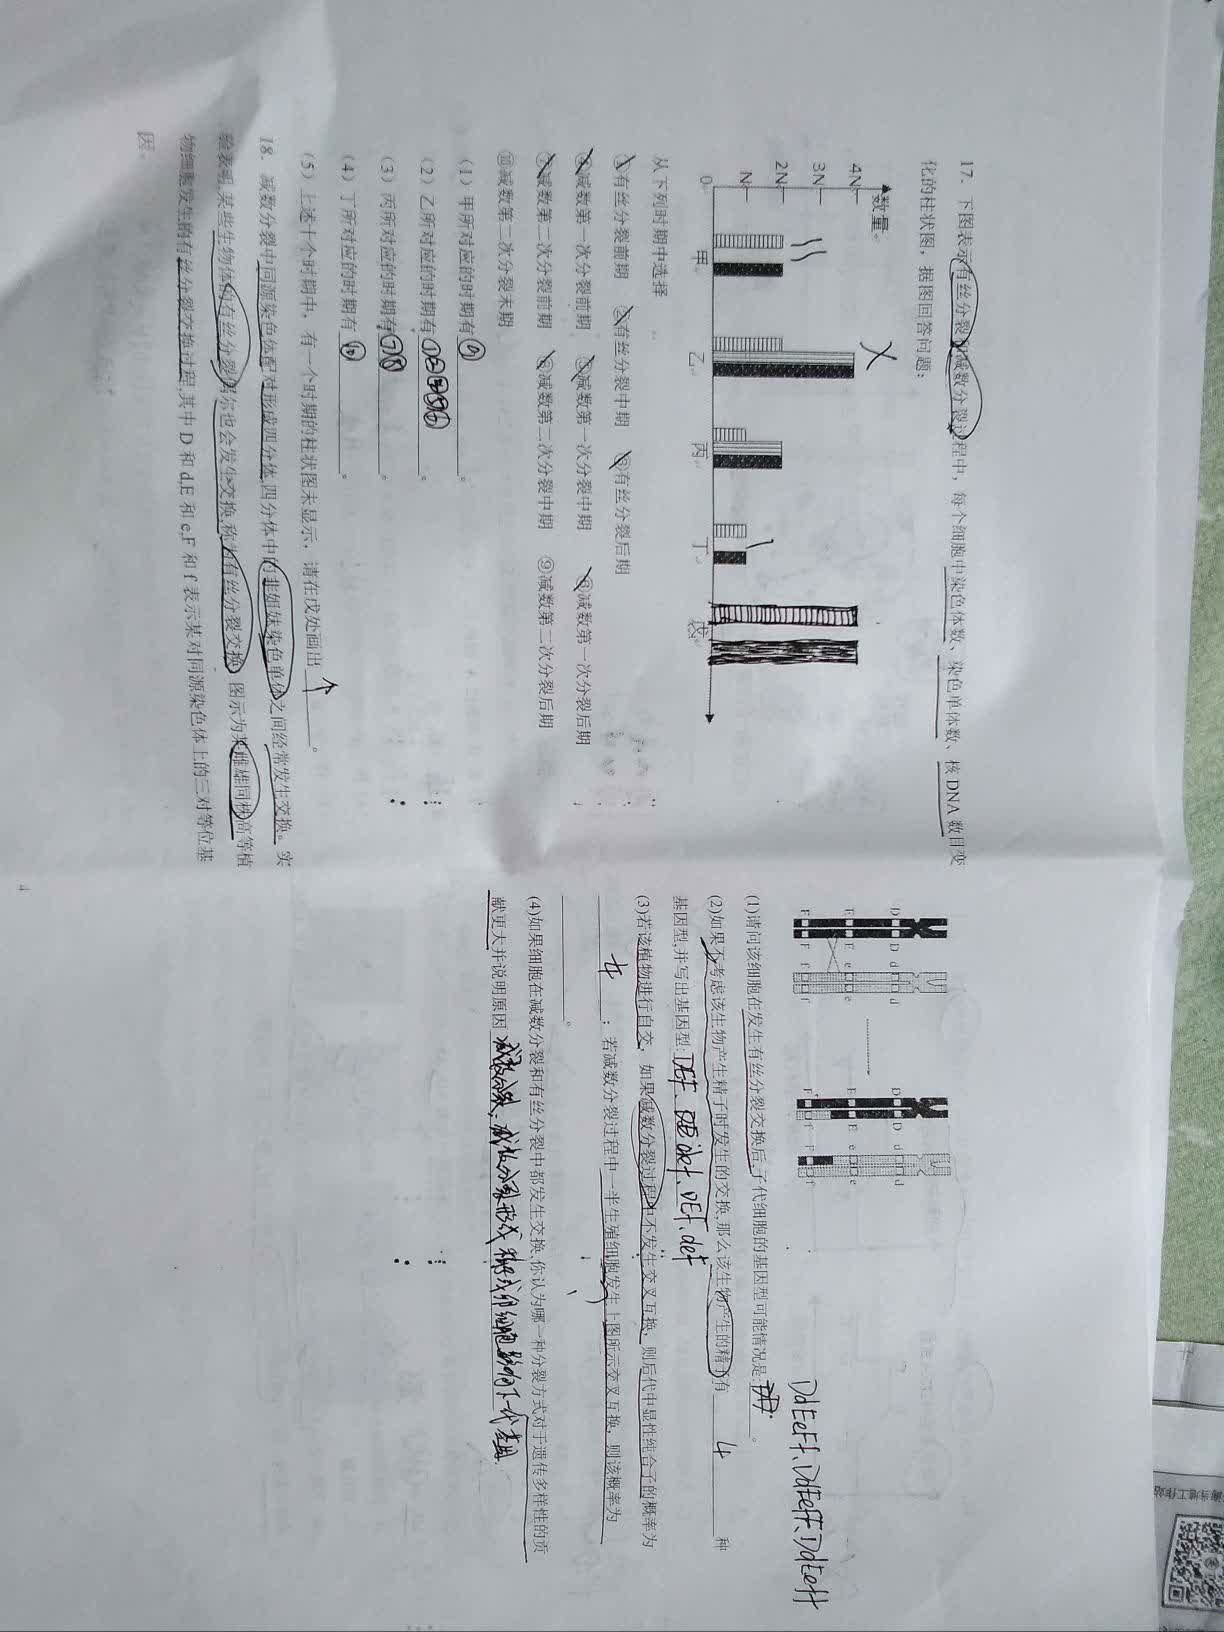 17. 下图表示有丝分裂和减数分裂过程中，每个细胞中染色体数、染色单体数、核DNA数目变
化的柱状图，据图回答问题：
数量
4N
3N
2N
N
0
甲 乙 丙 丁 戊
从下列时期中选择
①有丝分裂前期 ②有丝分裂中期 ③有丝分裂后期
④减数第一次分裂前期 ⑤减数第一次分裂中期 ⑥减数第一次分裂后期
⑦减数第二次分裂前期 ⑧减数第二次分裂中期 ⑨减数第二次分裂后期
⑩减数第二次分裂末期
(1) 甲所对应的时期有 ⑨ 。
(2) 乙所对应的时期有 ①②④⑤⑥ 。
(3) 丙所对应的时期有 ⑦⑧ 。
(4) 丁所对应的时期有 ⑩ 。
(5) 上述十个时期中，有一个时期的柱状图未显示，请在戊处画出 ↑ 。
18. 减数分裂中同源染色体配对形成四分体,四分体中的非姐妹染色单体之间经常发生交换。实
验表明,某些生物体的有丝分裂偶尔也会发生交换,称为有丝分裂交换。图示为某雌雄同株高等植
物细胞发生的有丝分裂交换过程,其中D和d,E和e,F和f表示某对同源染色体上的三对等位基
因。
4
D D d d
E E e e
F F f f
D D d d
E E e e
F f F f
DdEeFf、DdEeFF、DdEeff
(1)请问该细胞在发生有丝分裂交换后,子代细胞的基因型可能情况是: 。
(2)如果不考虑该生物产生精子时发生的交换,那么该生物产生的精子有 4 种
基因型,并写出基因型: DEF、def、DEf、deF
(3)若该植物进行自交，如果减数分裂过程中不发生交叉互换，则后代中显性纯合子的概率为
；若减数分裂过程中一半生殖细胞发生上图所示交叉互换，则该概率为
。
(4)如果细胞在减数分裂和有丝分裂中都发生交换,你认为哪一种分裂方式对于遗传多样性的贡
献更大并说明原因 减数分裂；减数分裂形成精子或卵细胞影响下一代